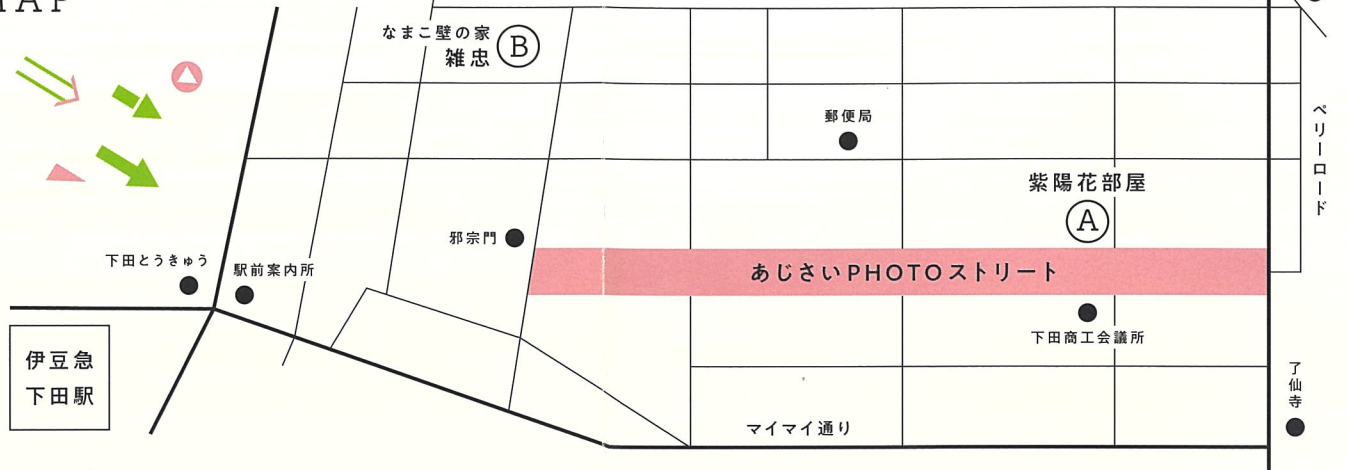 MAP
なまこ壁の家
雑忠
B
郵便局
ペリーロード
紫陽花部屋
A
邪宗門
下田とうきゅう
駅前案内所
あじさいPHOTOストリート
下田商工会議所
伊豆急
下田駅
マイマイ通り
了仙寺